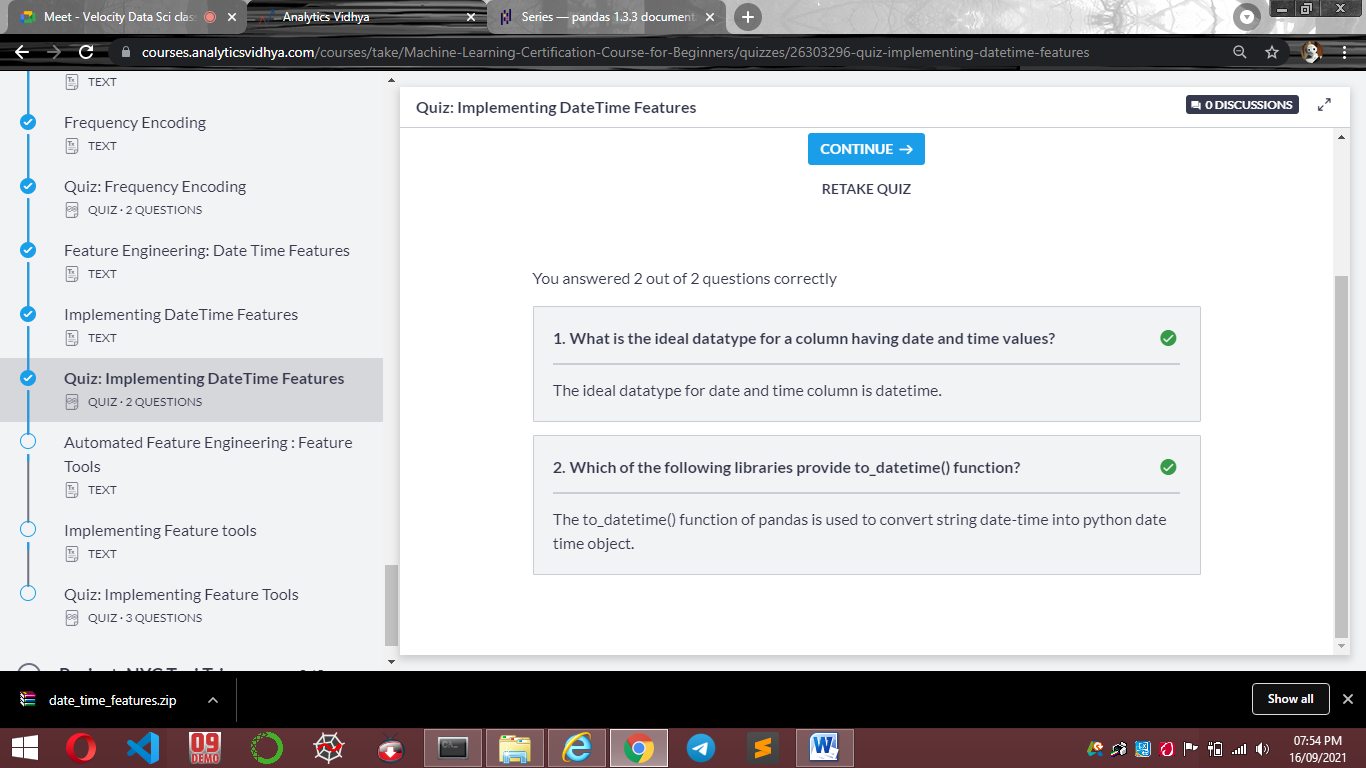 Meet - Velocity Data Sci clas
Analytics Vidhya
Series — pandas 1.3.3 document
courses.analyticsvidhya.com/courses/take/Machine-Learning-Certification-Course-for-Beginners/quizzes/26303296-quiz-implementing-datetime-features
TEXT
Frequency Encoding
TEXT
Quiz: Frequency Encoding
QUIZ · 2 QUESTIONS
Feature Engineering: Date Time Features
TEXT
Implementing DateTime Features
TEXT
Quiz: Implementing DateTime Features
QUIZ · 2 QUESTIONS
Automated Feature Engineering : Feature
Tools
TEXT
Implementing Feature tools
TEXT
Quiz: Implementing Feature Tools
QUIZ · 3 QUESTIONS
Quiz: Implementing DateTime Features
0 DISCUSSIONS
CONTINUE →
RETAKE QUIZ
You answered 2 out of 2 questions correctly
1. What is the ideal datatype for a column having date and time values?
The ideal datatype for date and time column is datetime.
2. Which of the following libraries provide to_datetime() function?
The to_datetime() function of pandas is used to convert string date-time into python date
time object.
date_time_features.zip
Show all
09
DEMO
07:54 PM
16/09/2021